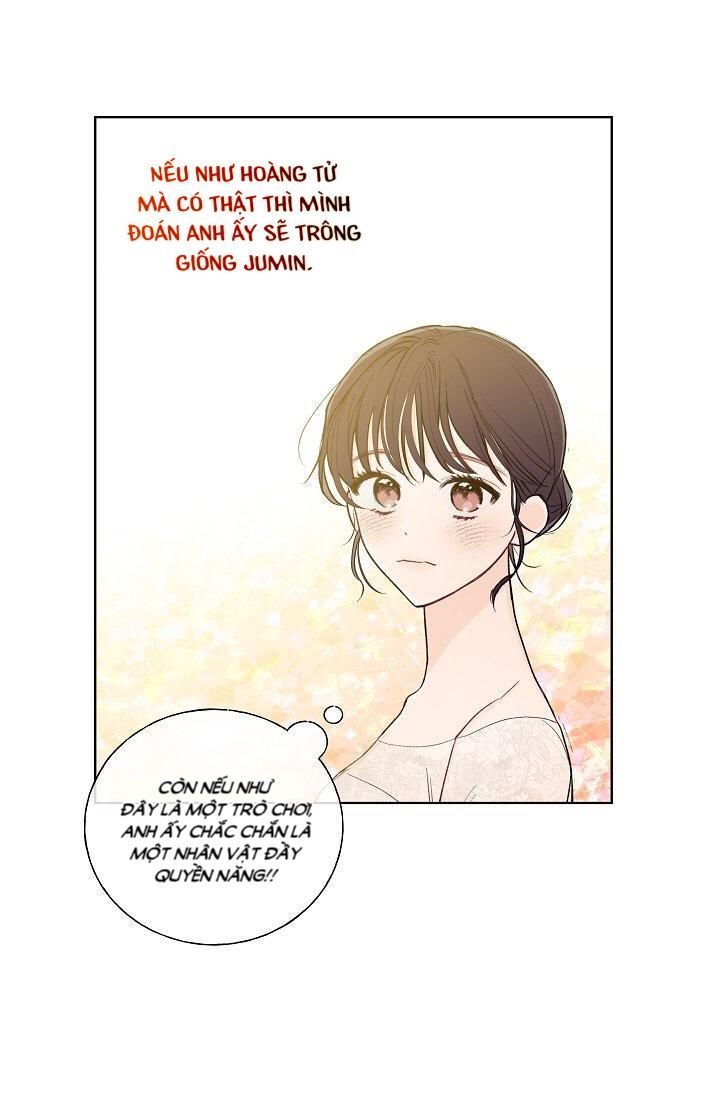 NẾU NHƯ HOÀNG TỬ
MÀ CÓ THẬT THÌ MÌNH
ĐOÁN ANH ẤY SẼ TRÔNG
GIỐNG JUMIN.
CÒN NẾU NHƯ
ĐÂY LÀ MỘT TRÒ CHƠI,
ANH ẤY CHẮC CHẮN LÀ
MỘT NHÂN VẬT ĐẦY
QUYỀN NĂNG!!